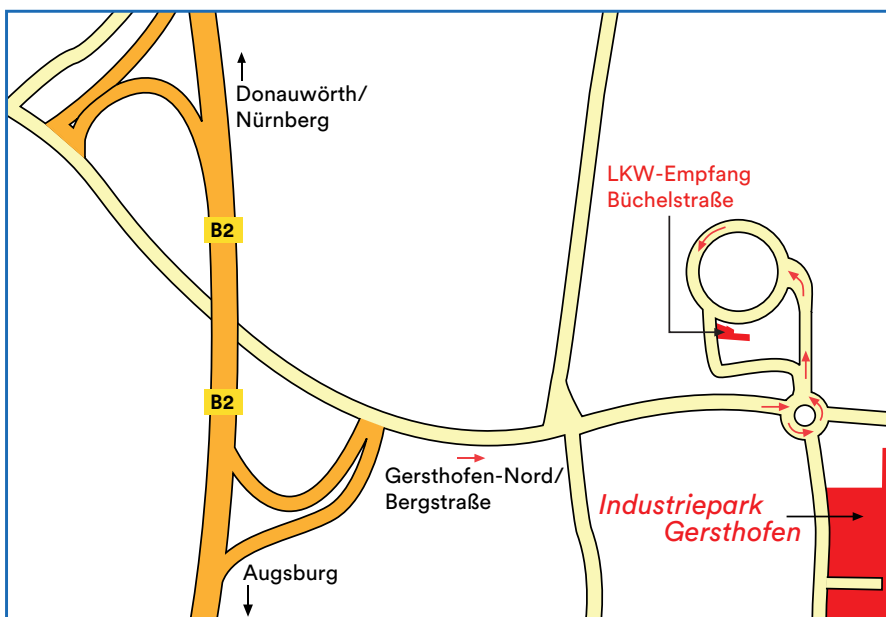 Donauwörth/
Nürnberg
LKW-Empfang
Büchelstraße
B2
B2
Gersthofen-Nord/
Bergstraße
Industriepark
Gersthofen
Augsburg